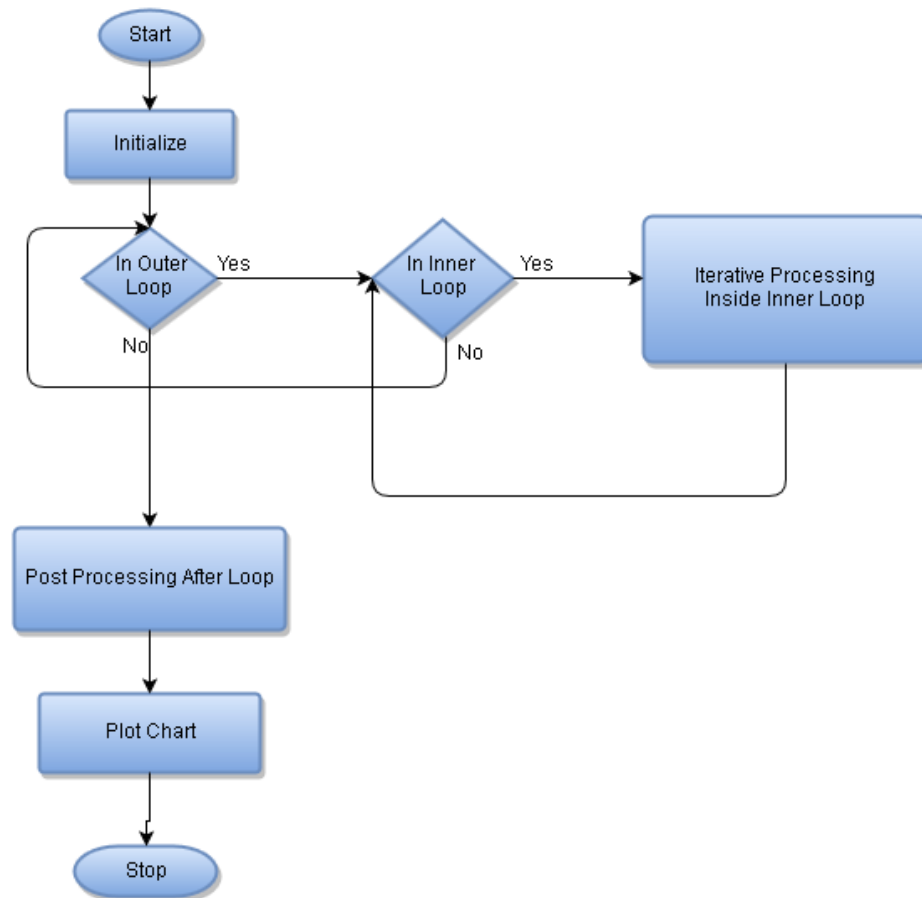 Start
Initialize
In Outer
Loop
Yes
In Inner
Loop
Yes
Iterative Processing
Inside Inner Loop
No
No
Post Processing After Loop
Plot Chart
Stop